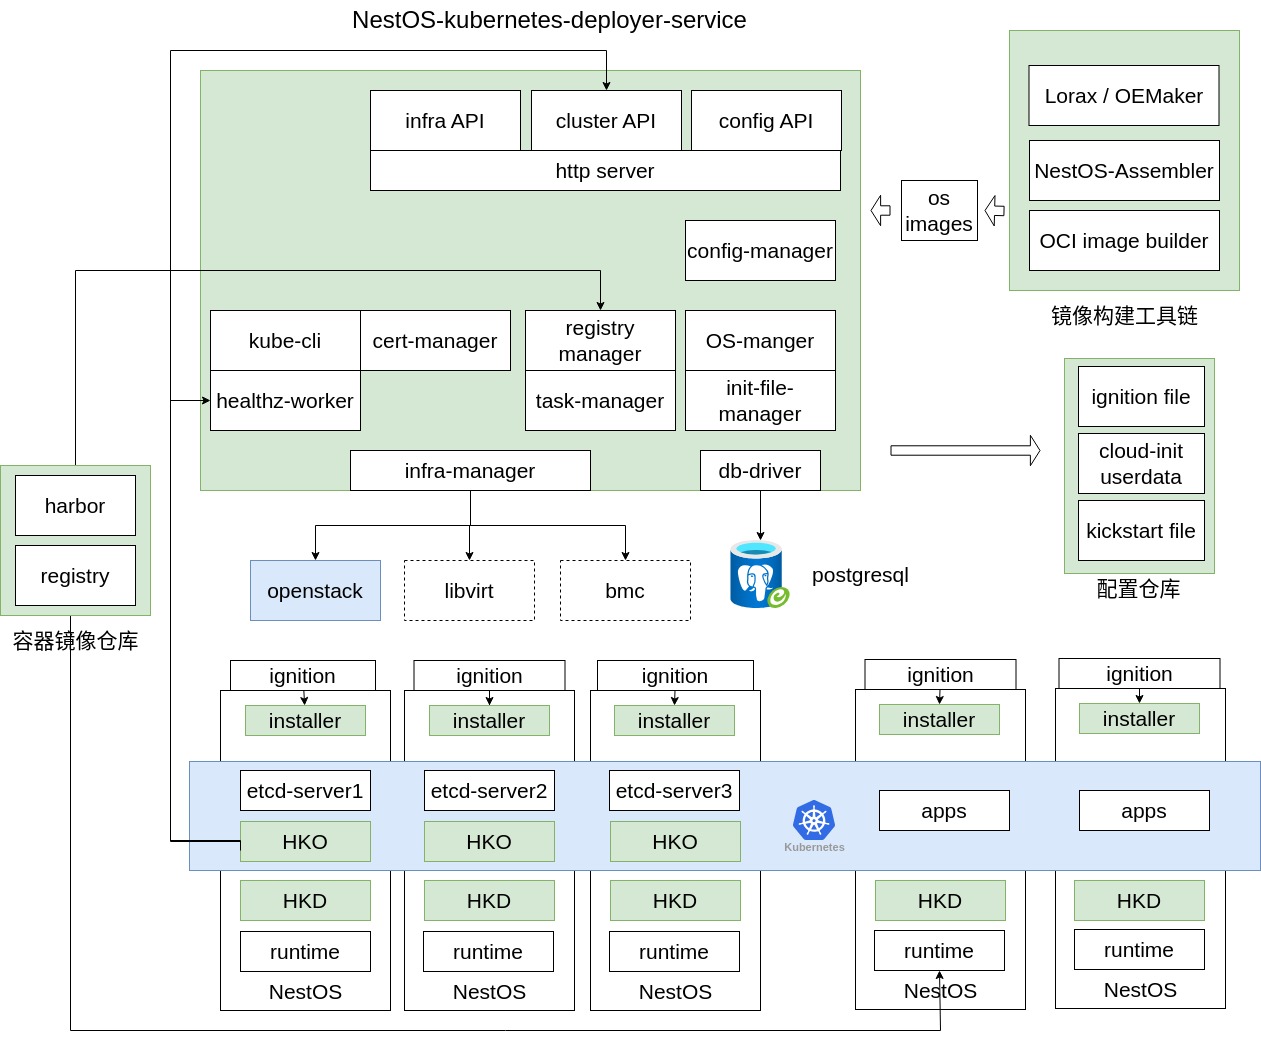 NestOS-kubernetes-deployer-service
infra API
cluster API
config API
http server
config-manager
kube-cli
cert-manager
registry
manager
OS-manger
healthz-worker
task-manager
init-file-
manager
infra-manager
db-driver
os
images
Lorax / OEMaker
NestOS-Assembler
OCI image builder
镜像构建工具链
ignition file
cloud-init
userdata
kickstart file
配置仓库
harbor
registry
容器镜像仓库
openstack
libvirt
bmc
postgresql
ignition
ignition
ignition
ignition
ignition
installer
installer
installer
installer
installer
etcd-server1
etcd-server2
etcd-server3
apps
apps
HKO
HKO
HKO
Kubernetes
HKD
HKD
HKD
HKD
HKD
runtime
runtime
runtime
runtime
runtime
NestOS
NestOS
NestOS
NestOS
NestOS